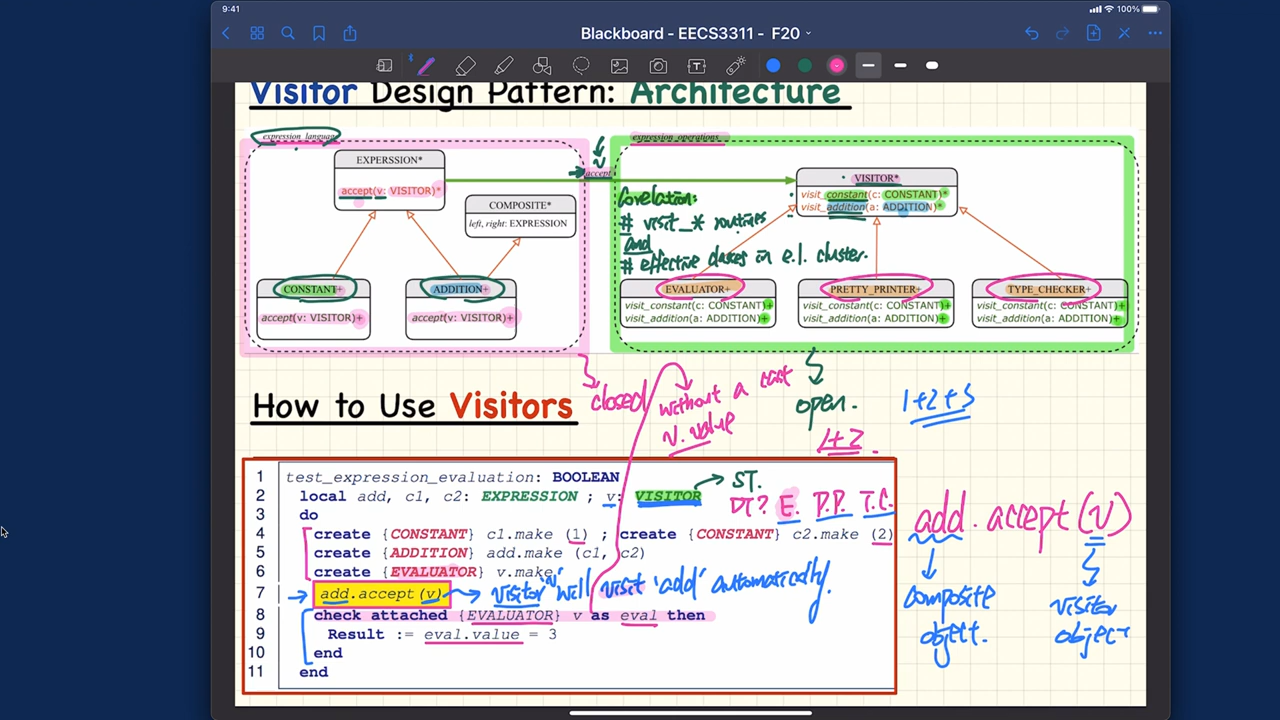 9:41
100%
Blackboard - EECS3311 - F20
Visitor Design Pattern: Architecture
expression_language
expression_operations
EXPERSSION*
accept(v: VISITOR)*
accept
VISITOR*
visit_constant(c: CONSTANT)*
visit_addition(a: ADDITION)*
COMPOSITE*
left, right: EXPRESSION
Corelation:
# visit_* routines
and
# effective classes in e.l. cluster.
CONSTANT+
accept(v: VISITOR)+
ADDITION+
accept(v: VISITOR)+
EVALUATOR+
visit_constant(c: CONSTANT)+
visit_addition(a: ADDITION)+
PRETTY_PRINTER+
visit_constant(c: CONSTANT)+
visit_addition(a: ADDITION)+
TYPE_CHECKER+
visit_constant(c: CONSTANT)+
visit_addition(a: ADDITION)+
How to Use Visitors
closed
without a cast
v.value
open.
1+2.
1+2+3
1 test_expression_evaluation: BOOLEAN
2 local add, c1, c2: EXPRESSION ; v: VISITOR
3 do
4 create {CONSTANT} c1.make (1) ; create {CONSTANT} c2.make (2)
5 create {ADDITION} add.make (c1, c2)
6 create {EVALUATOR} v.make
7 add.accept(v)
8 check attached {EVALUATOR} v as eval then
9 Result := eval.value = 3
10 end
11 end
ST.
DT? E. P.P. T.C.
visitor "v" will visit 'add' automatically.
add.accept(v)
composite
object.
visitor
object